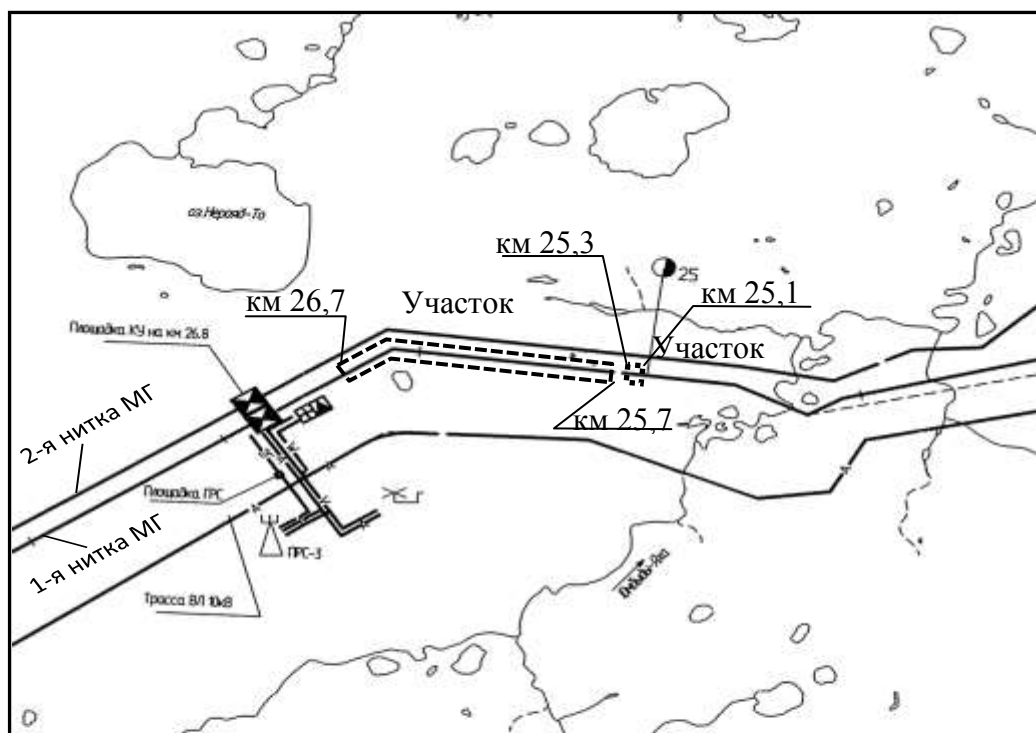 оз.Нерояд-То
км 25,3
25
км 26,7
Участок
км 25,1
Площадка КУ на км 26.8
Участок
2-я нитка МГ
км 25,7
Площадка ПРС
1-я нитка МГ
ПРС-3
Трасса ВЛ 10кВ